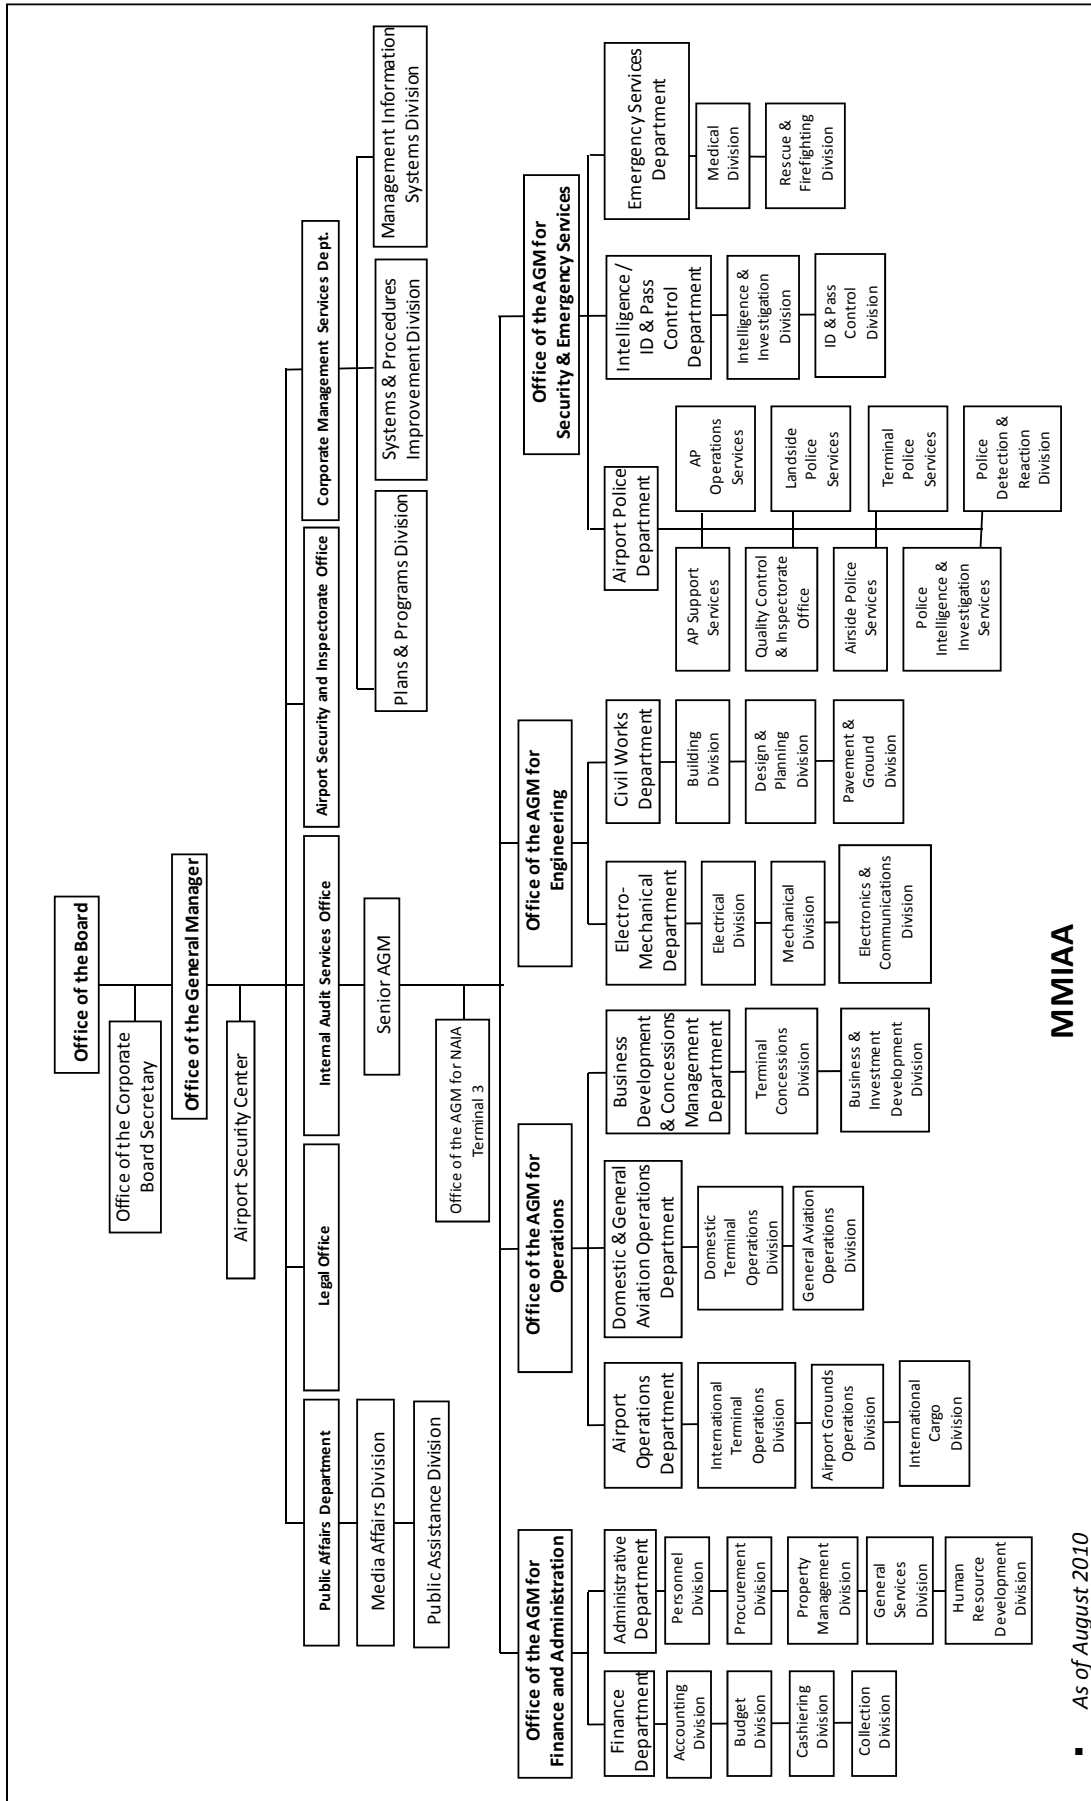 Office of the Board
Office of the Corporate
Board Secretary
Office of the General Manager
Airport Security Center
Public Affairs Department
Legal Office
Internal Audit Services Office
Airport Security and Inspectorate Office
Corporate Management Services Dept.
Media Affairs Division
Public Assistance Division
Senior AGM
Plans & Programs Division
Systems & Procedures
Improvement Division
Management Information
Systems Division
Office of the AGM for NAIA
Terminal 3
Office of the AGM for
Finance and Administration
Finance
Department
Accounting
Division
Budget
Division
Cashiering
Division
Collection
Division
Administrative
Department
Personnel
Division
Procurement
Division
Property
Management
Division
General
Services
Division
Human
Resource
Development
Division
Office of the AGM for
Operations
Airport
Operations
Department
International
Terminal
Operations
Division
Airport Grounds
Operations
Division
International
Cargo
Division
Domestic & General
Aviation Operations
Department
Domestic
Terminal
Operations
Division
General Aviation
Operations
Division
Business
Development
& Concessions
Management
Department
Terminal
Concessions
Division
Business &
Investment
Development
Division
Office of the AGM for
Engineering
Electro-
Mechanical
Department
Electrical
Division
Mechanical
Division
Electronics &
Communications
Division
Civil Works
Department
Building
Division
Design &
Planning
Division
Pavement &
Ground
Division
Office of the AGM for
Security & Emergency Services
Airport Police
Department
AP Support
Services
AP
Operations
Services
Quality Control
& Inspectorate
Office
Landside
Police
Services
Airside Police
Services
Terminal
Police
Services
Police
Intelligence &
Investigation
Services
Police
Detection &
Reaction
Division
Intelligence /
ID & Pass
Control
Department
Intelligence &
Investigation
Division
ID & Pass
Control
Division
Emergency Services
Department
Medical
Division
Rescue &
Firefighting
Division
▪ As of August 2010
MMIAA